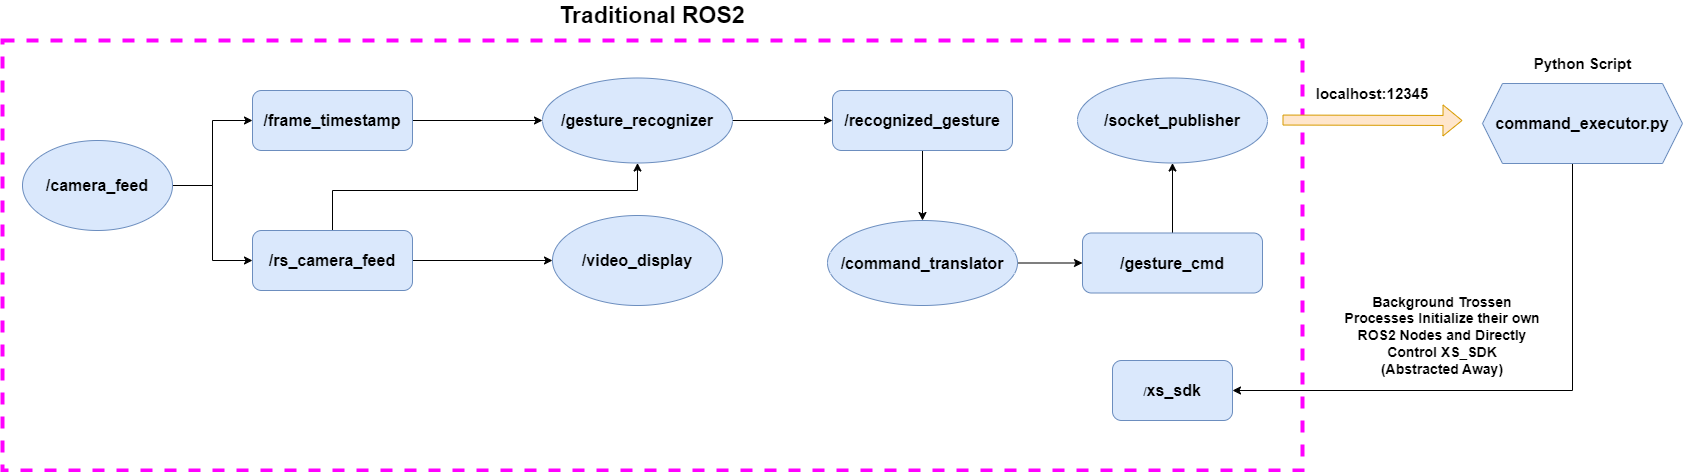 Traditional ROS2
Python Script
localhost:12345
/frame_timestamp
/gesture_recognizer
/recognized_gesture
/socket_publisher
command_executor.py
/camera_feed
/rs_camera_feed
/video_display
/command_translator
/gesture_cmd
Background Trossen
Processes Initialize their own
ROS2 Nodes and Directly
Control XS_SDK
(Abstracted Away)
/xs_sdk